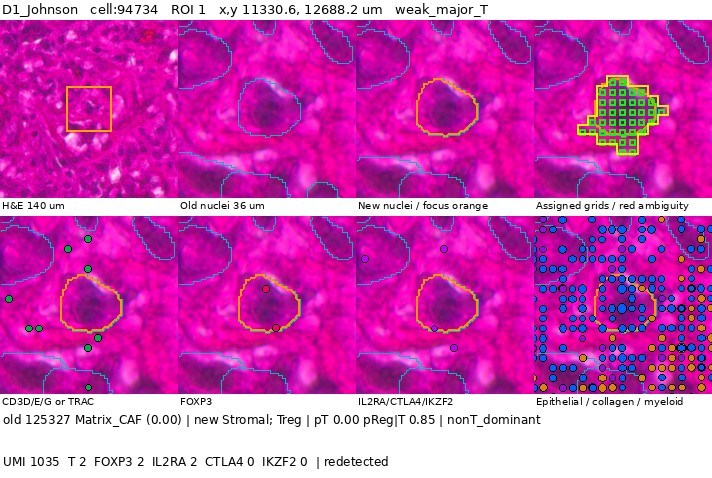 D1_Johnson   cell:94734   ROI 1   x,y 11330.6, 12688.2 um   weak_major_T
H&E 140 um
Old nuclei 36 um
New nuclei / focus orange
Assigned grids / red ambiguity
CD3D/E/G or TRAC
FOXP3
IL2RA/CTLA4/IKZF2
Epithelial / collagen / myeloid
old 125327 Matrix_CAF (0.00) | new Stromal; Treg | pT 0.00 pReg|T 0.85 | nonT_dominant
UMI 1035  T 2  FOXP3 2  IL2RA 2  CTLA4 0  IKZF2 0  | redetected